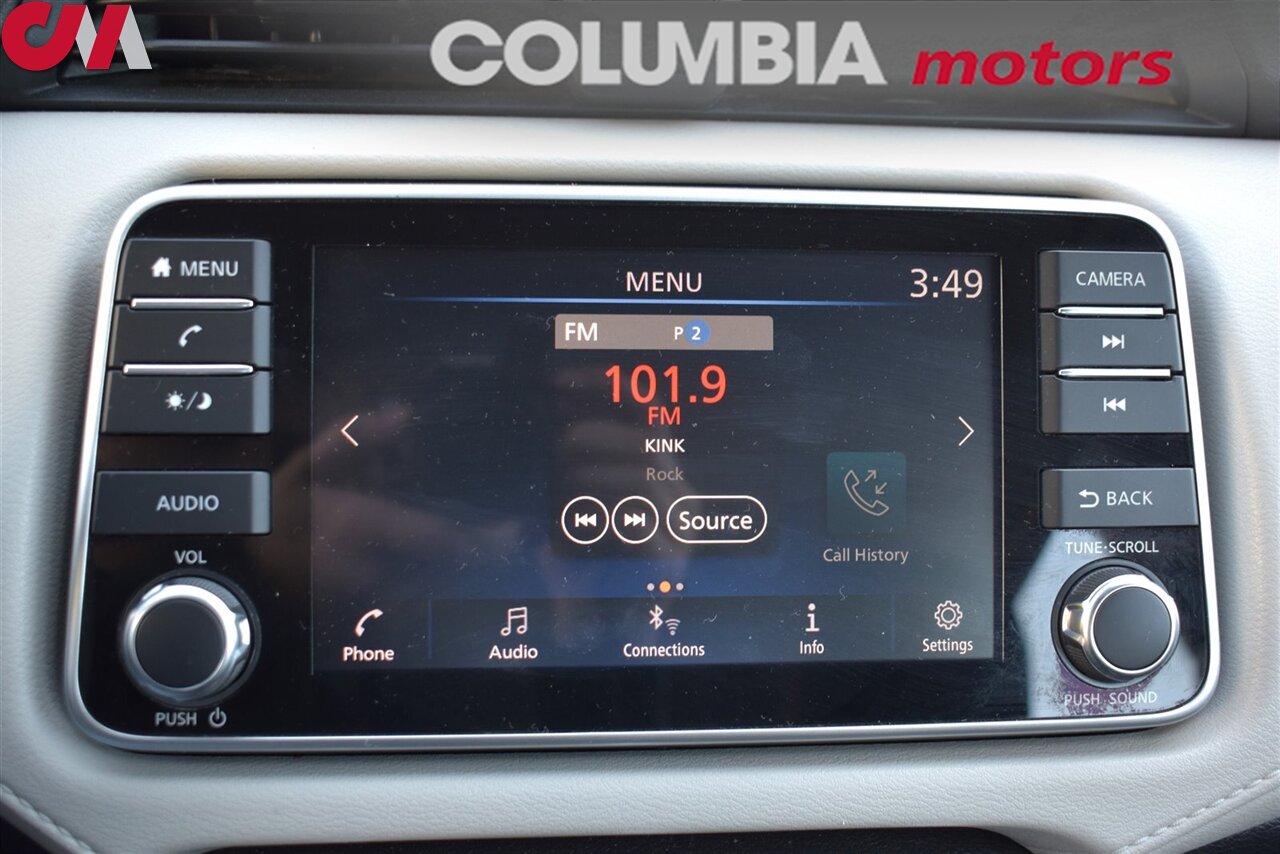 CM
COLUMBIA motors
MENU
MENU
3:49
CAMERA
FM
P 2
101.9
FM
KINK
Rock
Source
AUDIO
BACK
VOL
TUNE·SCROLL
Call History
Phone
Audio
Connections
Info
Settings
PUSH
PUSH SOUND